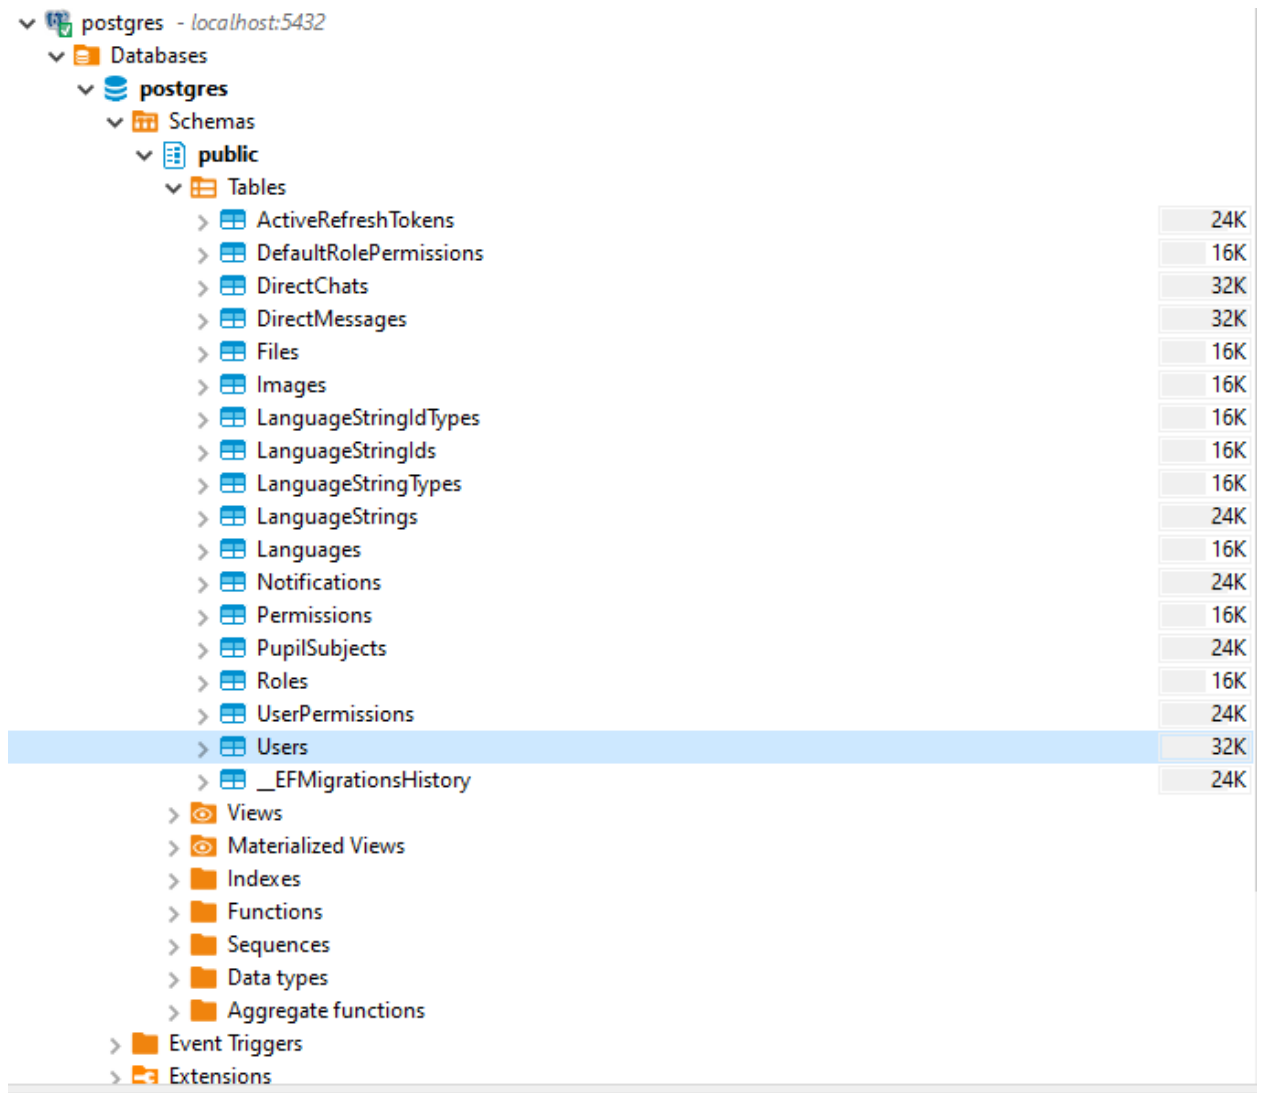 postgres - localhost:5432
Databases
postgres
Schemas
public
Tables
ActiveRefreshTokens 24K
DefaultRolePermissions 16K
DirectChats 32K
DirectMessages 32K
Files 16K
Images 16K
LanguageStringIdTypes 16K
LanguageStringIds 16K
LanguageStringTypes 16K
LanguageStrings 24K
Languages 16K
Notifications 24K
Permissions 16K
PupilSubjects 24K
Roles 16K
UserPermissions 24K
Users 32K
__EFMigrationsHistory 24K
Views
Materialized Views
Indexes
Functions
Sequences
Data types
Aggregate functions
Event Triggers
Extensions